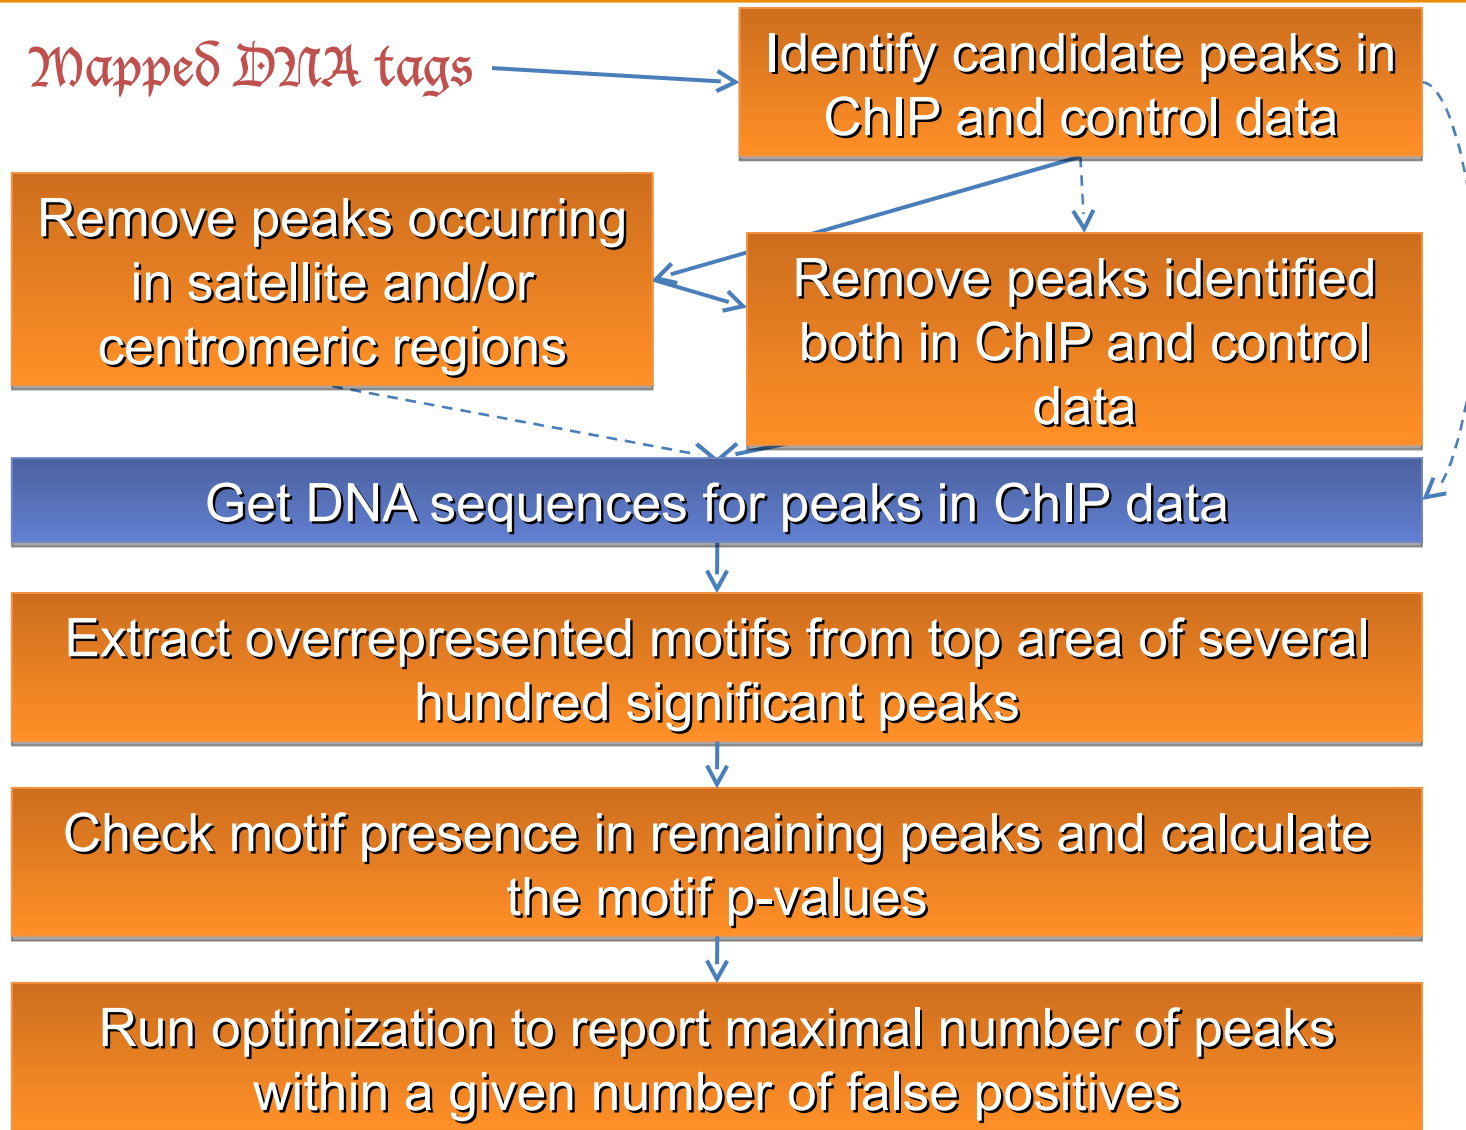 Mapped DNA tags
Identify candidate peaks in
ChIP and control data
Remove peaks occurring
in satellite and/or
centromeric regions
Remove peaks identified
both in ChIP and control
data
Get DNA sequences for peaks in ChIP data
Extract overrepresented motifs from top area of several
hundred significant peaks
Check motif presence in remaining peaks and calculate
the motif p-values
Run optimization to report maximal number of peaks
within a given number of false positives